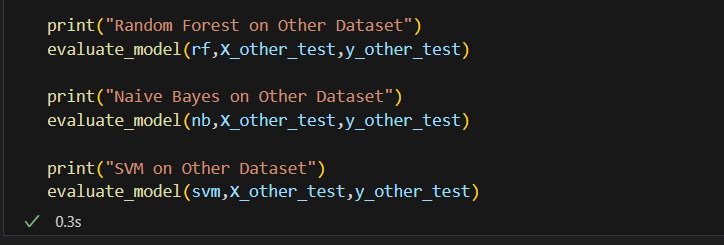 print("Random Forest on Other Dataset")
evaluate_model(rf,X_other_test,y_other_test)
print("Naive Bayes on Other Dataset")
evaluate_model(nb,X_other_test,y_other_test)
print("SVM on Other Dataset")
evaluate_model(svm,X_other_test,y_other_test)
0.3s